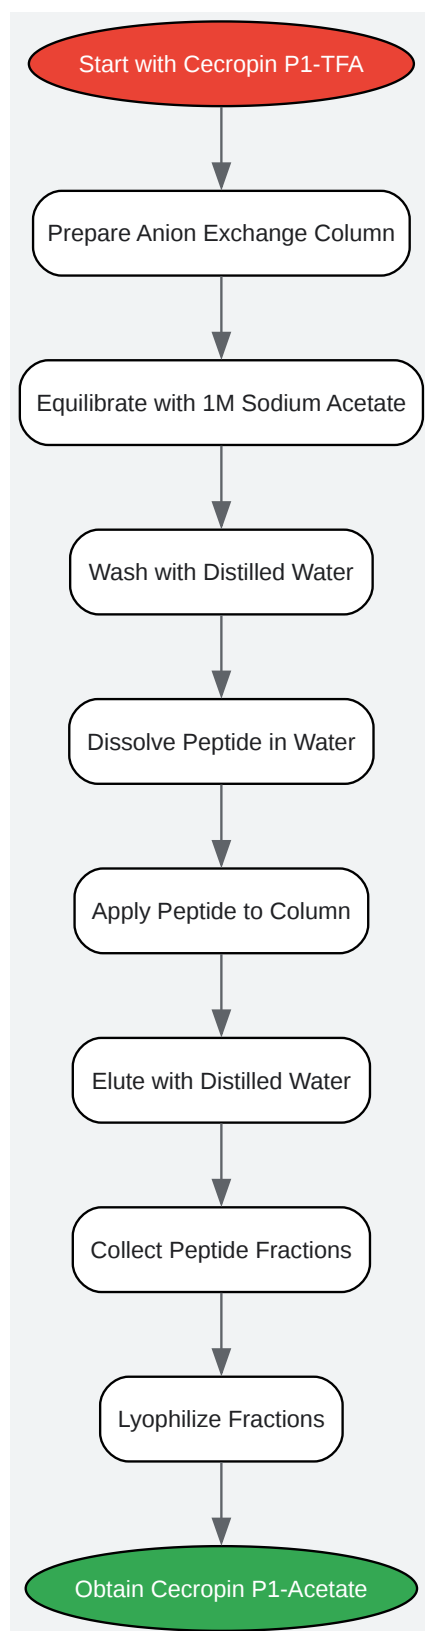 Start with Cecropin P1-TFA
Prepare Anion Exchange Column
Equilibrate with 1M Sodium Acetate
Wash with Distilled Water
Dissolve Peptide in Water
Apply Peptide to Column
Elute with Distilled Water
Collect Peptide Fractions
Lyophilize Fractions
Obtain Cecropin P1-Acetate